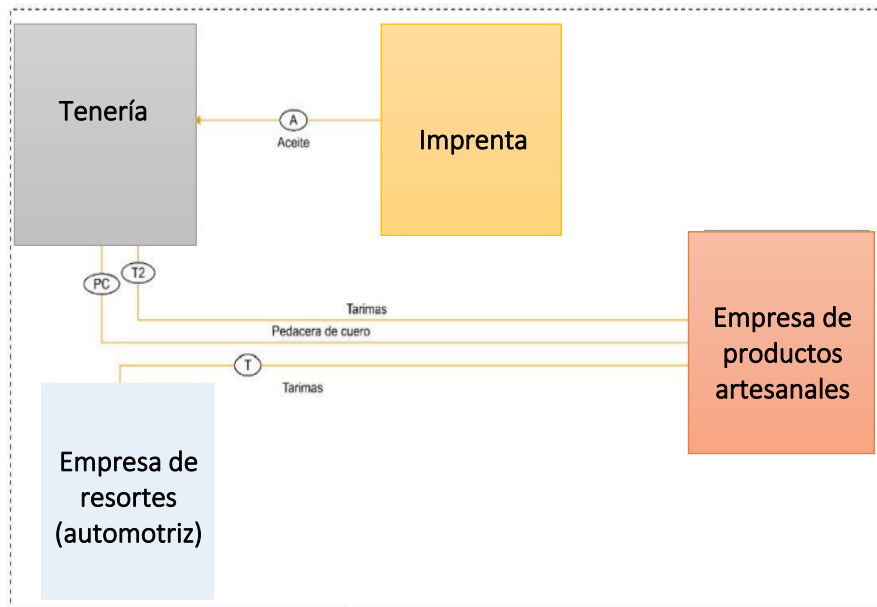 Tenería
A
Aceite
Imprenta
PC
T2
Tarimas
Pedacera de cuero
T
Tarimas
Empresa de
productos
artesanales
Empresa de
resortes
(automotriz)